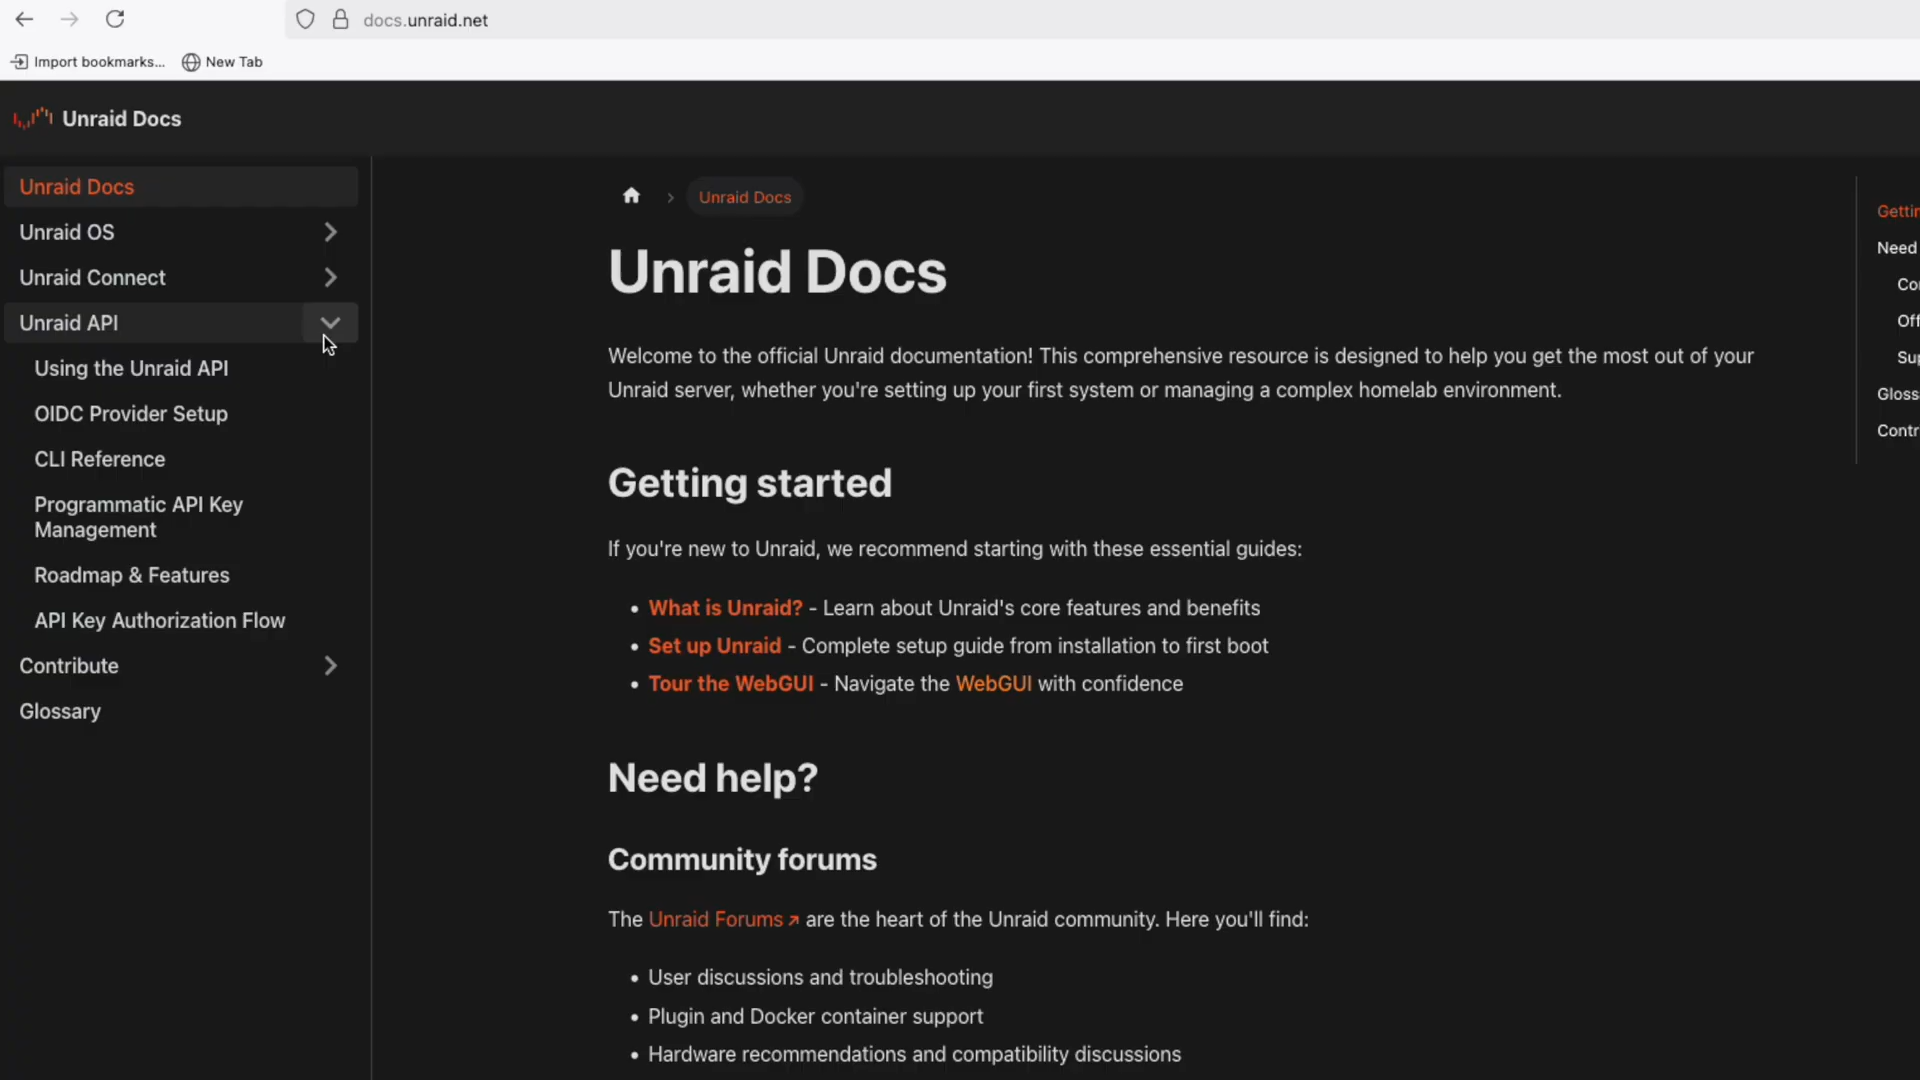 docs.unraid.net
Import bookmarks...
New Tab
Unraid Docs
Unraid Docs
Unraid OS
Unraid Connect
Unraid API
Using the Unraid API
OIDC Provider Setup
CLI Reference
Programmatic API Key
Management
Roadmap & Features
API Key Authorization Flow
Contribute
Glossary
Unraid Docs
Unraid Docs
Welcome to the official Unraid documentation! This comprehensive resource is designed to help you get the most out of your
Unraid server, whether you're setting up your first system or managing a complex homelab environment.
Getting started
If you're new to Unraid, we recommend starting with these essential guides:
• What is Unraid? - Learn about Unraid's core features and benefits
• Set up Unraid - Complete setup guide from installation to first boot
• Tour the WebGUI - Navigate the WebGUI with confidence
Need help?
Community forums
The Unraid Forums are the heart of the Unraid community. Here you'll find:
• User discussions and troubleshooting
• Plugin and Docker container support
• Hardware recommendations and compatibility discussions
Need